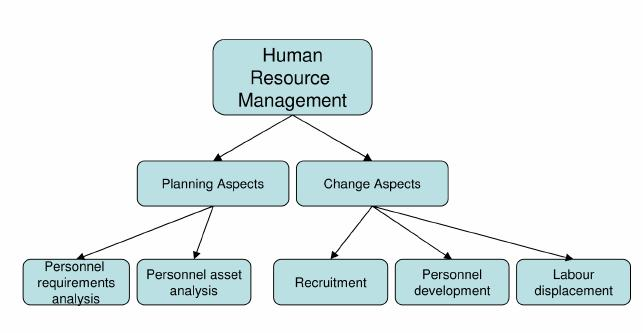 Human
Resource
Management
Planning Aspects
Change Aspects
Personnel
requirements
analysis
Personnel asset
analysis
Recruitment
Personnel
development
Labour
displacement